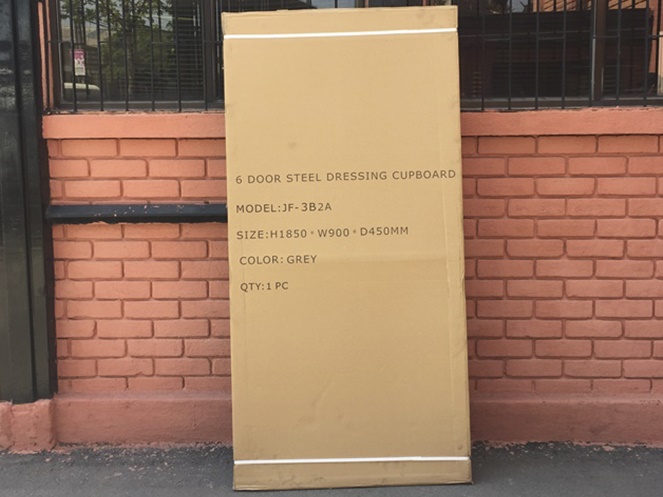 6 DOOR STEEL DRESSING CUPBOARD
MODEL:JF-3B2A
SIZE:H1850*W900*D450MM
COLOR: GREY
QTY:1 PC